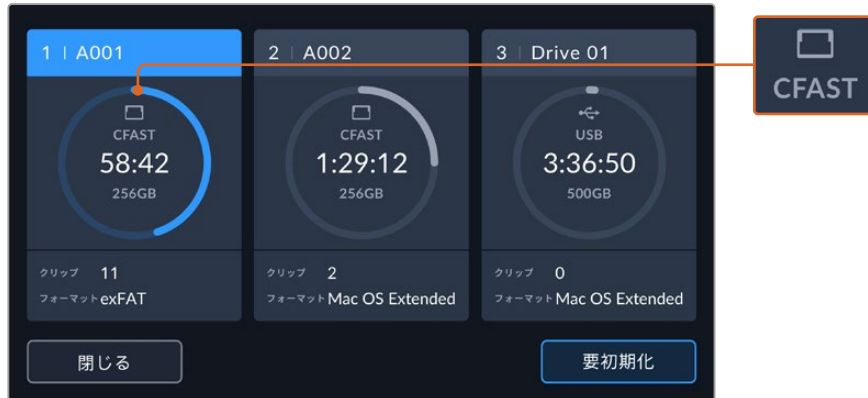 1 | A001
CFAST
58:42
256GB
クリップ 11
フォーマット exFAT
2 | A002
CFAST
1:29:12
256GB
クリップ 2
フォーマット Mac OS Extended
3 | Drive 01
USB
3:36:50
500GB
クリップ 0
フォーマット Mac OS Extended
閉じる
要初期化
CFAST